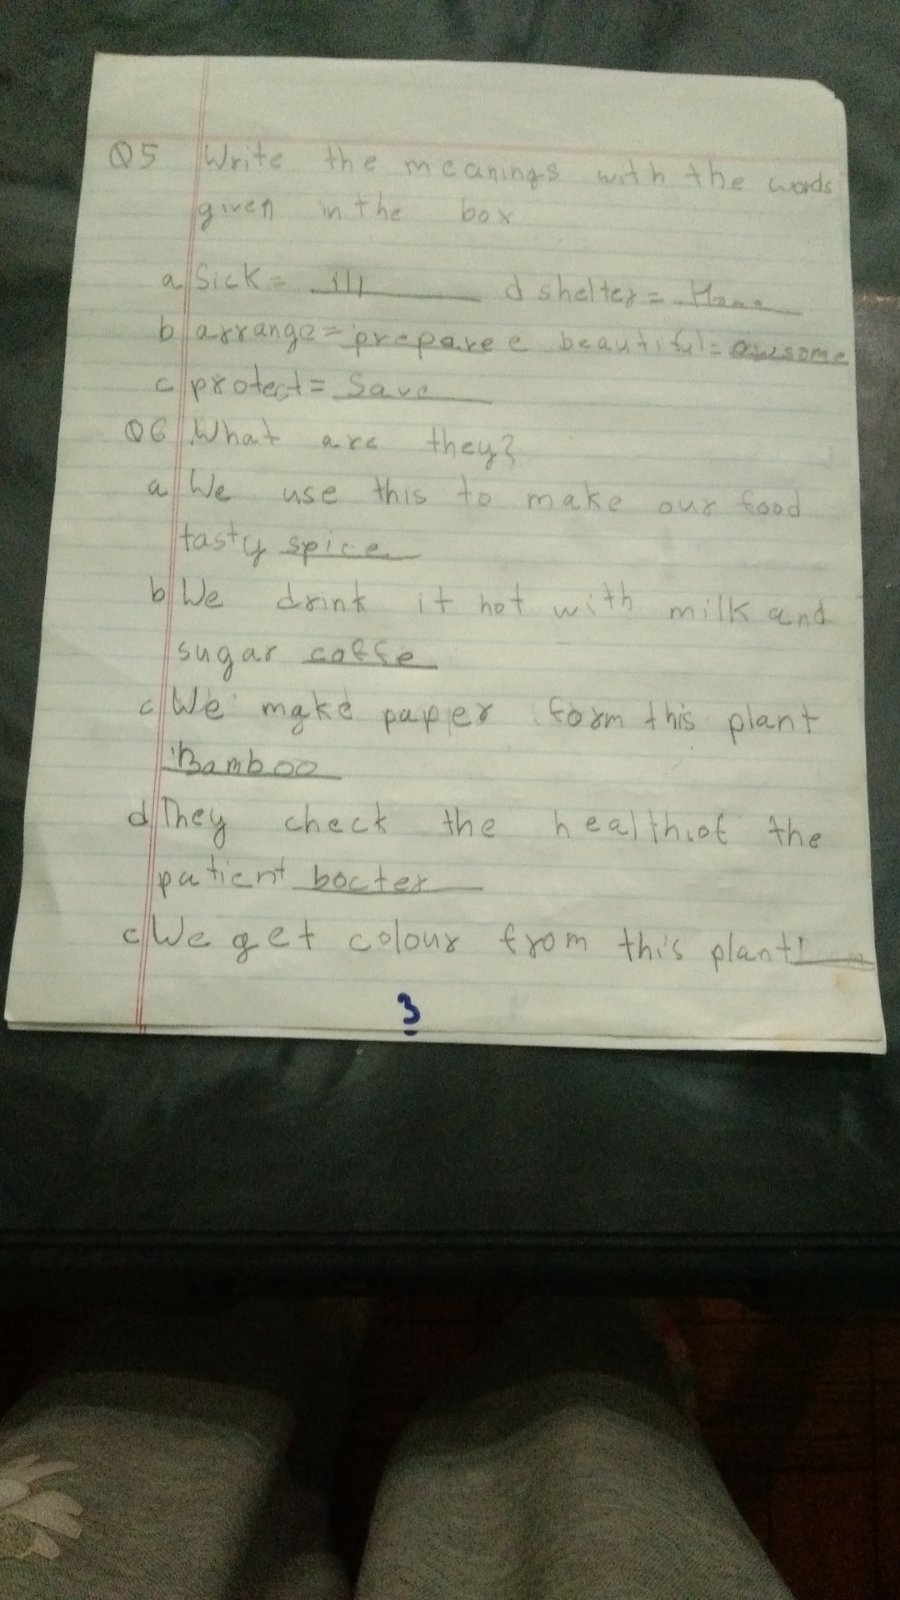 Q5 Write the meanings with the words
given in the box
a Sick = ill d shelter = Home
b arrange = prepare e beautiful = awsome
c protect = Save
Q6 What are they?
a We use this to make our food
tasty spice
b We drink it hot with milk and
sugar coffe
c We make paper form this plant
Bamboo
d They check the health of the
patient bocter
e We get colour from this plant
3